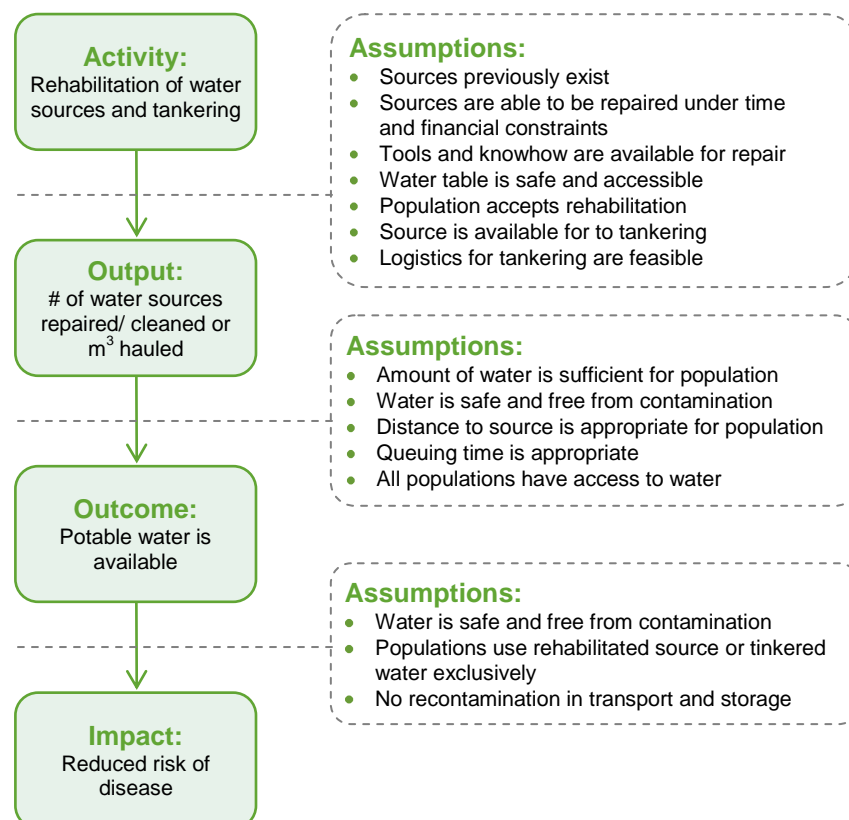 Activity:
Rehabilitation of water
sources and tankering
Assumptions:
• Sources previously exist
• Sources are able to be repaired under time
and financial constraints
• Tools and knowhow are available for repair
• Water table is safe and accessible
• Population accepts rehabilitation
• Source is available for to tankering
• Logistics for tankering are feasible
Output:
# of water sources
repaired/ cleaned or
m³ hauled
Assumptions:
• Amount of water is sufficient for population
• Water is safe and free from contamination
• Distance to source is appropriate for population
• Queuing time is appropriate
• All populations have access to water
Outcome:
Potable water is
available
Assumptions:
• Water is safe and free from contamination
• Populations use rehabilitated source or tinkered
water exclusively
• No recontamination in transport and storage
Impact:
Reduced risk of
disease